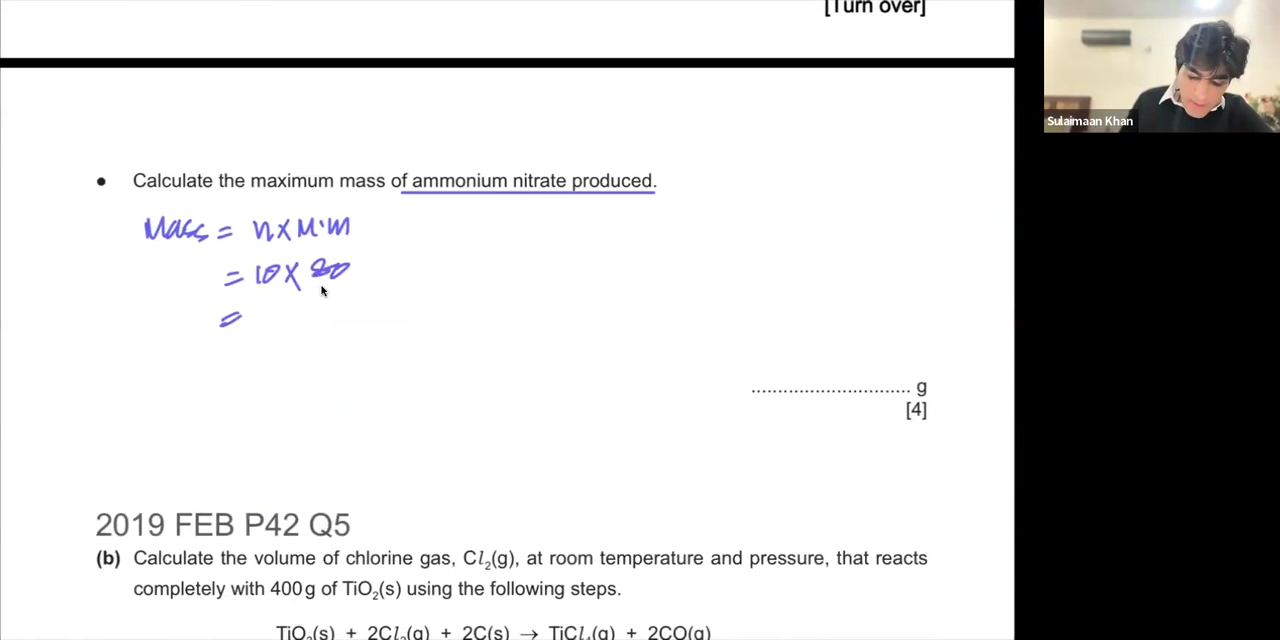 [Turn over]
Sulaimaan Khan
• Calculate the maximum mass of ammonium nitrate produced.
Mass = n x M.m
= 10 x 80
=
.............................. g
[4]
2019 FEB P42 Q5
(b) Calculate the volume of chlorine gas, Cl₂(g), at room temperature and pressure, that reacts
completely with 400 g of TiO₂(s) using the following steps.
TiO₂(s) + 2Cl₂(g) + 2C(s) → TiCl₄(g) + 2CO(g)